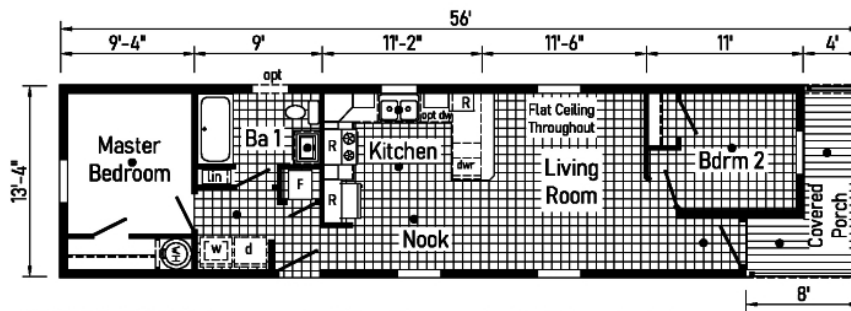 56'
9'-4"
9'
11'-2"
11'-6"
11'
4'
opt
13'-4"
Master
Bedroom
Ba 1
lin
F
R
R
Kitchen
opt dw
R
dwr
Flat Ceiling
Throughout
Living
Room
Bdrm 2
Covered
Porch
Nook
w
d
WH
8'